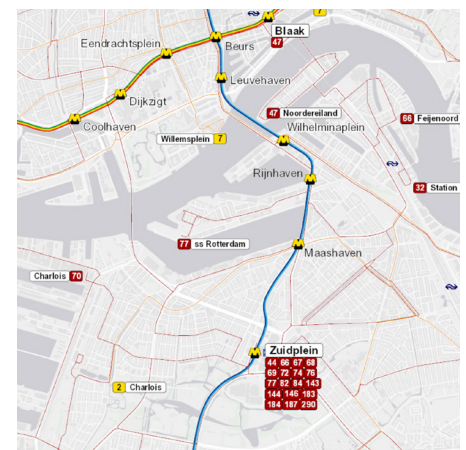 7
Blaak
47
Eendrachtsplein
Beurs
Leuvehaven
Dijkzigt
Coolhaven
47 Noordereiland
66 Feijenoord
Wilhelminaplein
Willemsplein 7
Rijnhaven
32 Station
77 ss Rotterdam
Maashaven
Charlois 70
Zuidplein
44 66 67 68
69 72 74 76
77 82 84 143
144 146 183
184 187 290
2 Charlois